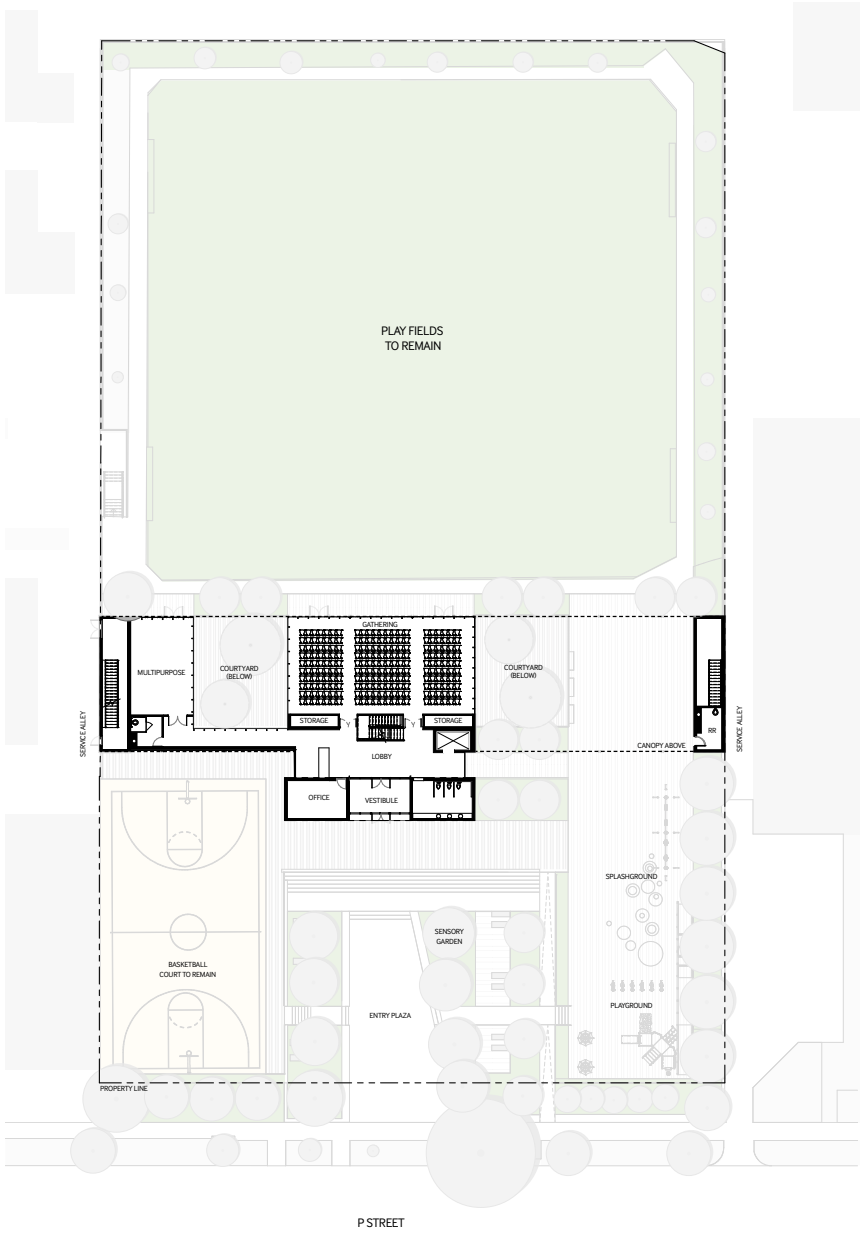 PLAY FIELDS
TO REMAIN
GATHERING
MULTIPURPOSE
COURTYARD
(BELOW)
COURTYARD
(BELOW)
STORAGE
STORAGE
SERVICE ALLEY
SERVICE ALLEY
RR
CANOPY ABOVE
LOBBY
OFFICE
VESTIBULE
SPLASHGROUND
SENSORY
GARDEN
BASKETBALL
COURT TO REMAIN
PLAYGROUND
ENTRY PLAZA
PROPERTY LINE
P STREET